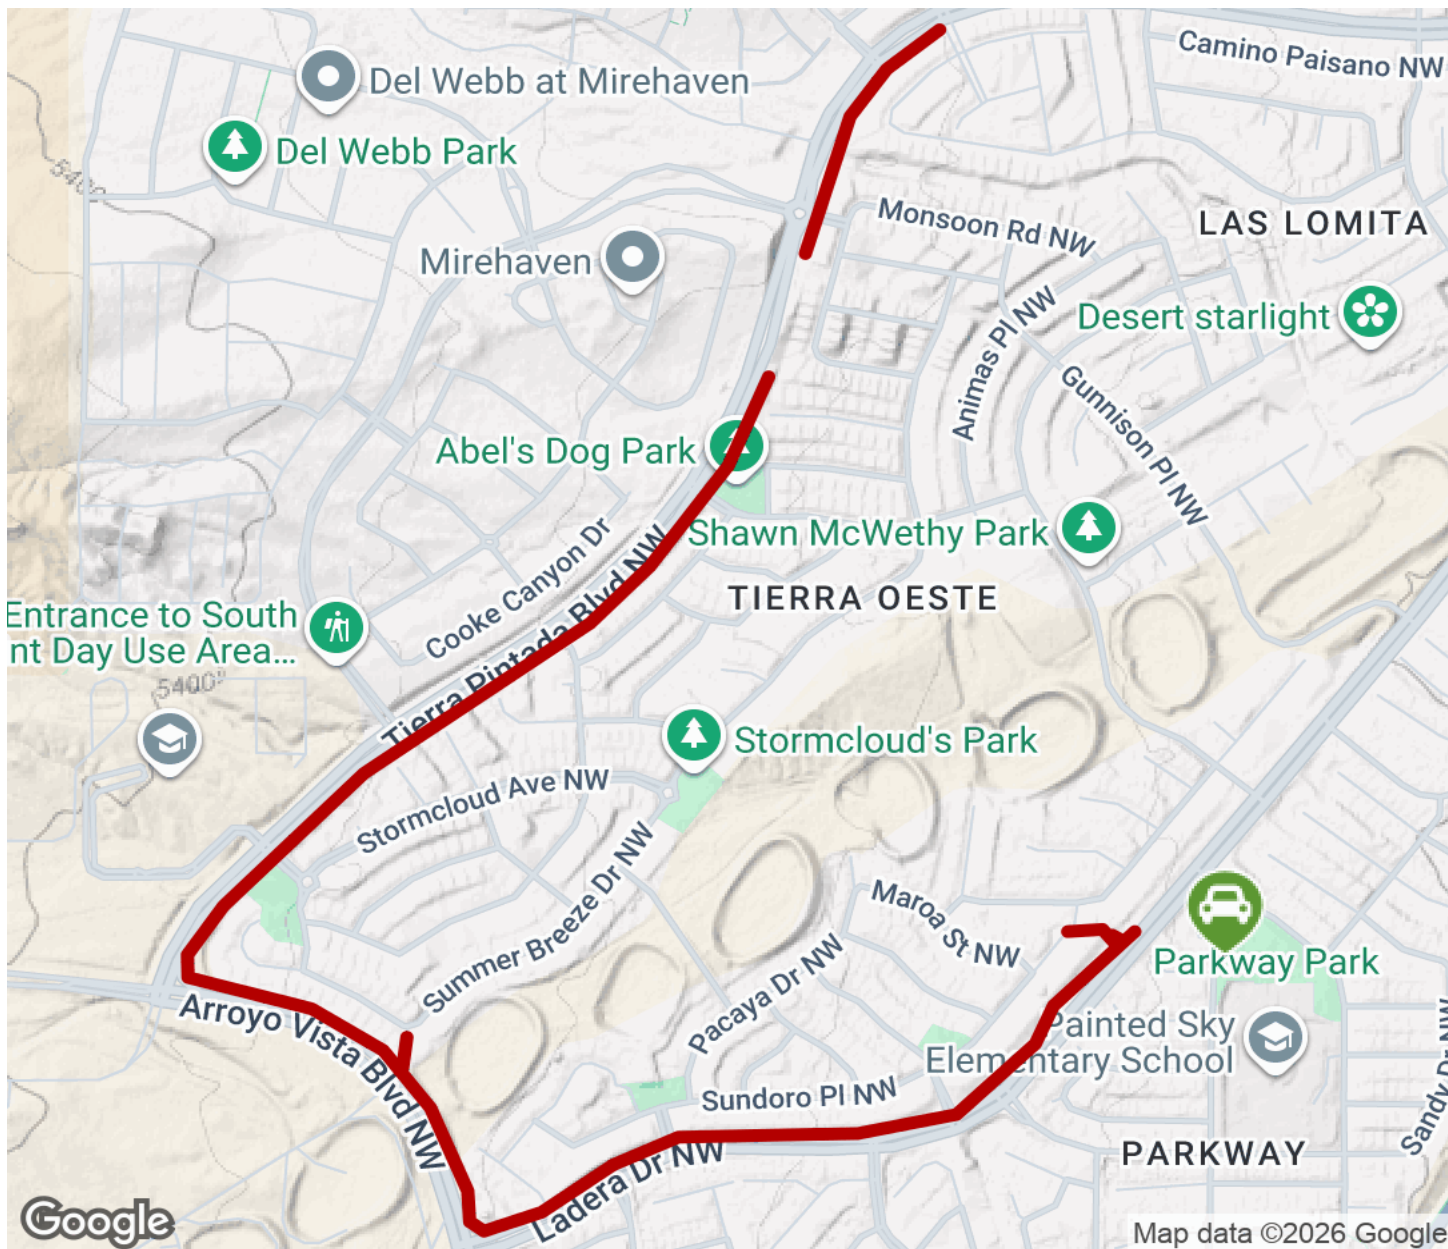 Camino Paisano NW
Del Webb at Mirehaven
Del Webb Park
5400
Monsoon Rd NW
LAS LOMITA
Mirehaven
Animas Pl NW
Desert starlight
Gunnison Pl NW
Abel's Dog Park
Shawn McWethy Park
Cooke Canyon Dr
TIERRA OESTE
Entrance to South
nt Day Use Area...
5400
Tierra Pintada Blvd NW
Stormcloud's Park
Stormcloud Ave NW
Summer Breeze Dr NW
Maroa St NW
Pacaya Dr NW
Parkway Park
Arroyo Vista Blvd NW
Painted Sky
Elementary School
Sundoro Pl NW
Sandy Dr NW
Ladera Dr NW
PARKWAY
Google
Map data ©2026 Google